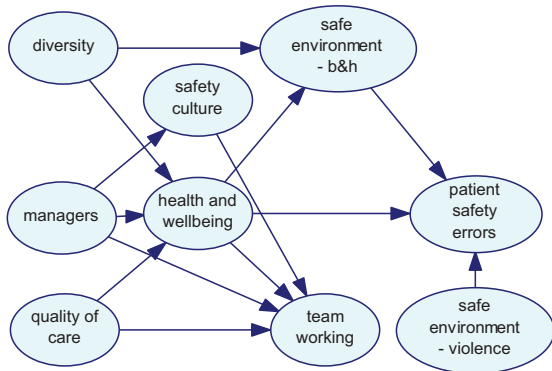 diversity
safe
environment
- b&h
safety
culture
managers
health and
wellbeing
patient
safety
errors
quality of
care
team
working
safe
environment
- violence